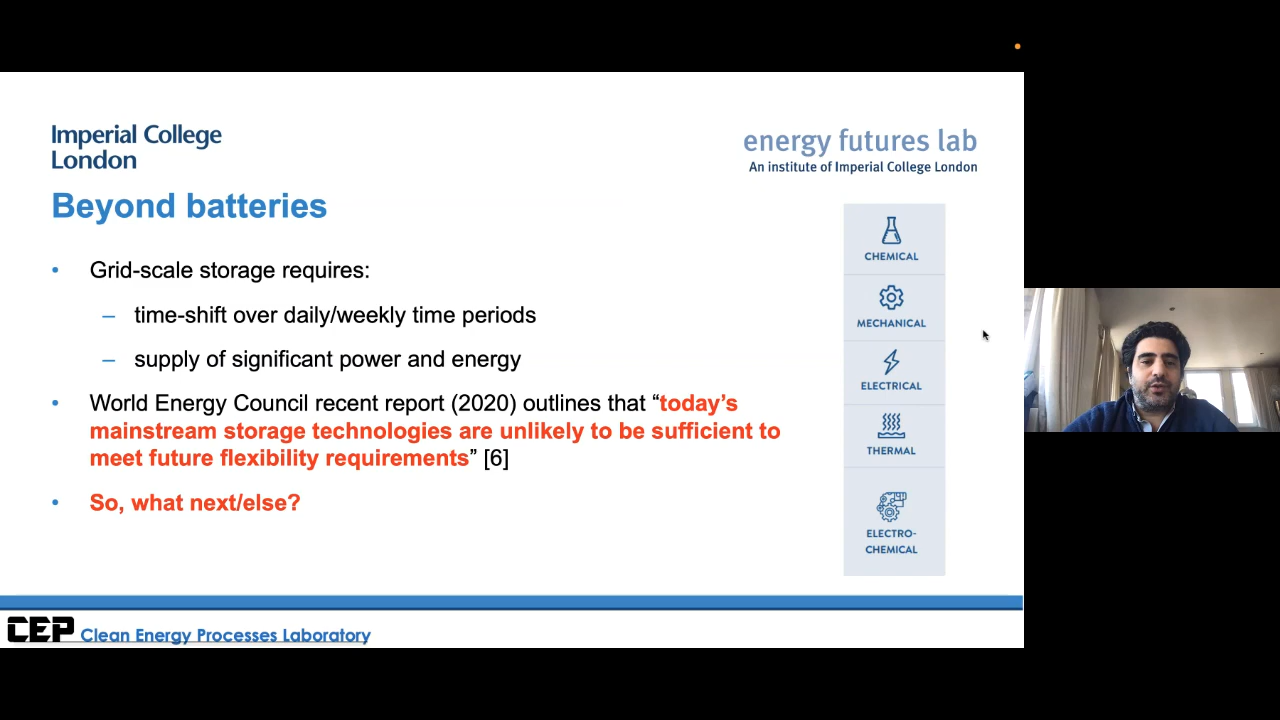 Imperial College
London
energy futures lab
An institute of Imperial College London
Beyond batteries
• Grid-scale storage requires:
– time-shift over daily/weekly time periods
– supply of significant power and energy
• World Energy Council recent report (2020) outlines that “today’s
mainstream storage technologies are unlikely to be sufficient to
meet future flexibility requirements” [6]
• So, what next/else?
CHEMICAL
MECHANICAL
ELECTRICAL
THERMAL
ELECTRO-
CHEMICAL
CEP Clean Energy Processes Laboratory